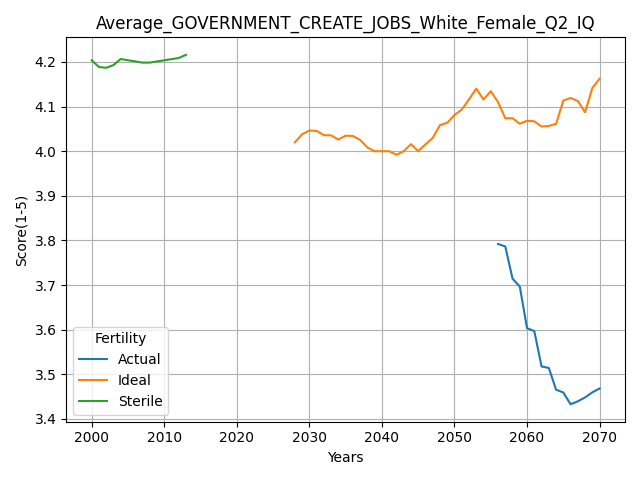 Average_GOVERNMENT_CREATE_JOBS_White_Female_Q2_IQ
4.2
4.1
4.0
3.9
3.8
3.7
3.6
3.5
3.4
Score(1-5)
Fertility
Actual
Ideal
Sterile
2000 2010 2020 2030 2040 2050 2060 2070
Years